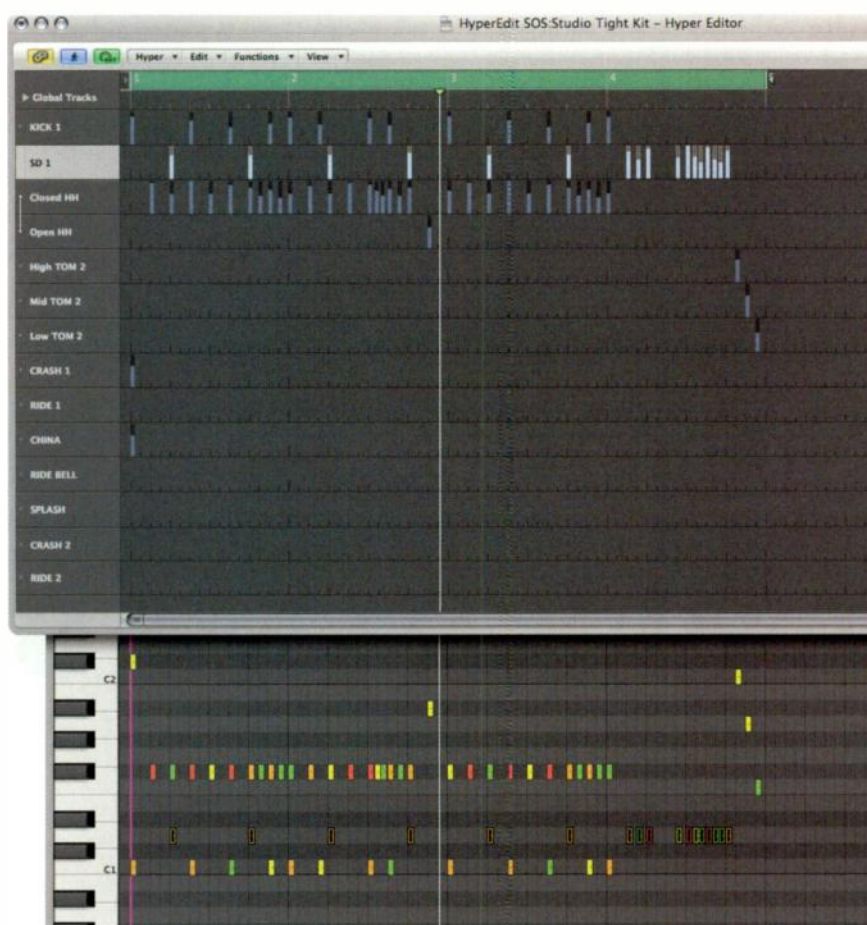 HyperEdit SOS:Studio Tight Kit – Hyper Editor
Hyper Edit Functions View
1 2 3 4
Global Tracks
KICK 1
SD 1
Closed HH
Open HH
High TOM 2
Mid TOM 2
Low TOM 2
CRASH 1
RIDE 1
CHINA
RIDE BELL
SPLASH
CRASH 2
RIDE 2
C2
C1